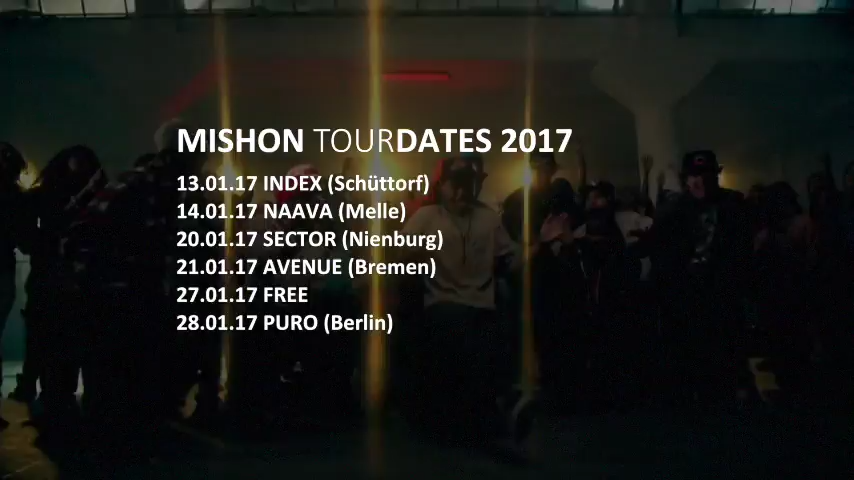 MISHON TOURDATES 2017
13.01.17 INDEX (Schüttorf)
14.01.17 NAAVA (Melle)
20.01.17 SECTOR (Nienburg)
21.01.17 AVENUE (Bremen)
27.01.17 FREE
28.01.17 PURO (Berlin)